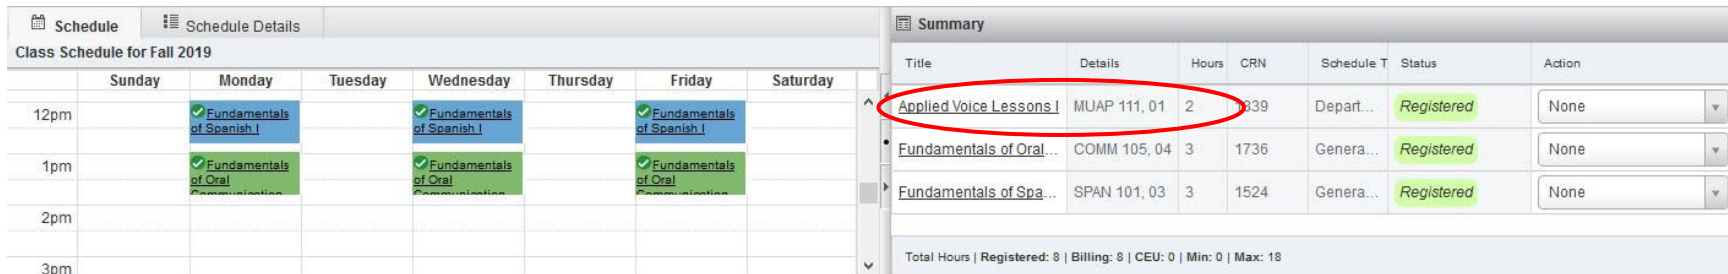 Schedule
Schedule Details
Class Schedule for Fall 2019
Sunday Monday Tuesday Wednesday Thursday Friday Saturday
12pm
Fundamentals
of Spanish I
Fundamentals
of Spanish I
Fundamentals
of Spanish I
1pm
Fundamentals
of Oral
Communication
Fundamentals
of Oral
Communication
Fundamentals
of Oral
Communication
2pm
3pm
Summary
Title Details Hours CRN Schedule T Status Action
Applied Voice Lessons I MUAP 111, 01 2 1339 Depart... Registered None
Fundamentals of Oral... COMM 105, 04 3 1736 Genera... Registered None
Fundamentals of Spa... SPAN 101, 03 3 1524 Genera... Registered None
Total Hours | Registered: 8 | Billing: 8 | CEU: 0 | Min: 0 | Max: 18